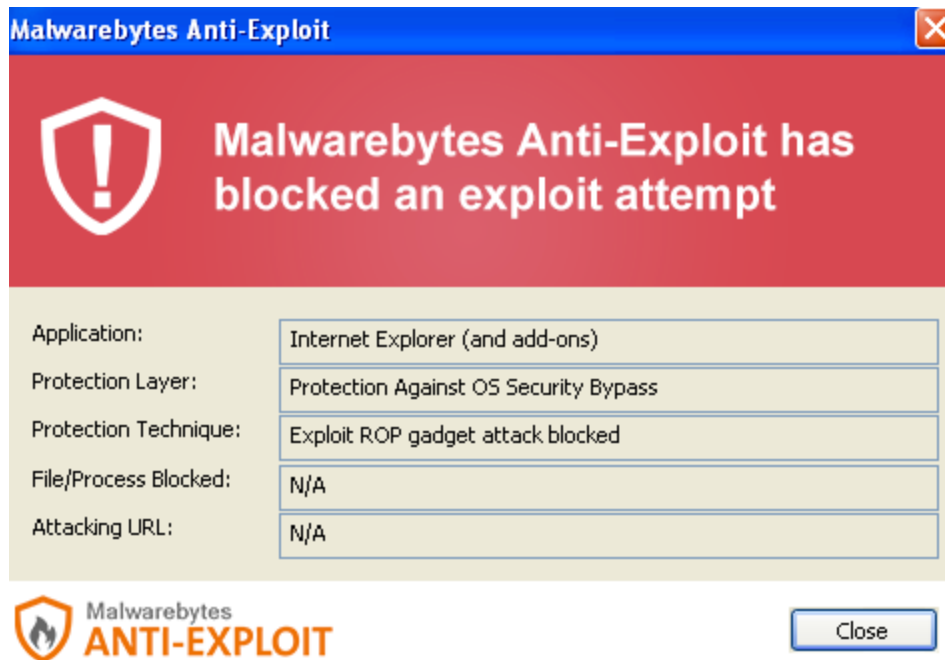 Malwarebytes Anti-Exploit
Malwarebytes Anti-Exploit has
blocked an exploit attempt
Application:
Internet Explorer (and add-ons)
Protection Layer:
Protection Against OS Security Bypass
Protection Technique:
Exploit ROP gadget attack blocked
File/Process Blocked:
N/A
Attacking URL:
N/A
Malwarebytes
ANTI-EXPLOIT
Close